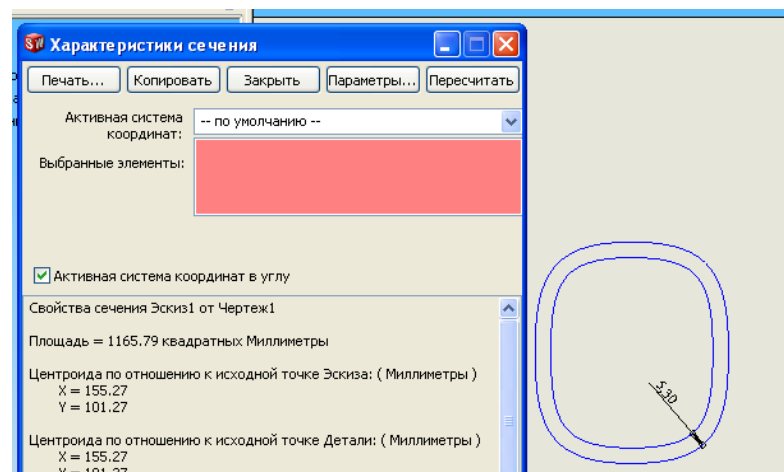 Характеристики сечения
Печать... Копировать Закрыть Параметры... Пересчитать
Активная система координат:
-- по умолчанию --
Выбранные элементы:
Активная система координат в углу
Свойства сечения Эскиз1 от Чертеж1
Площадь = 1165.79 квадратных Миллиметры
Центроида по отношению к исходной точке Эскиза: ( Миллиметры )
X = 155.27
Y = 101.27
Центроида по отношению к исходной точке Детали: ( Миллиметры )
X = 155.27
Y = 101.27
5,30